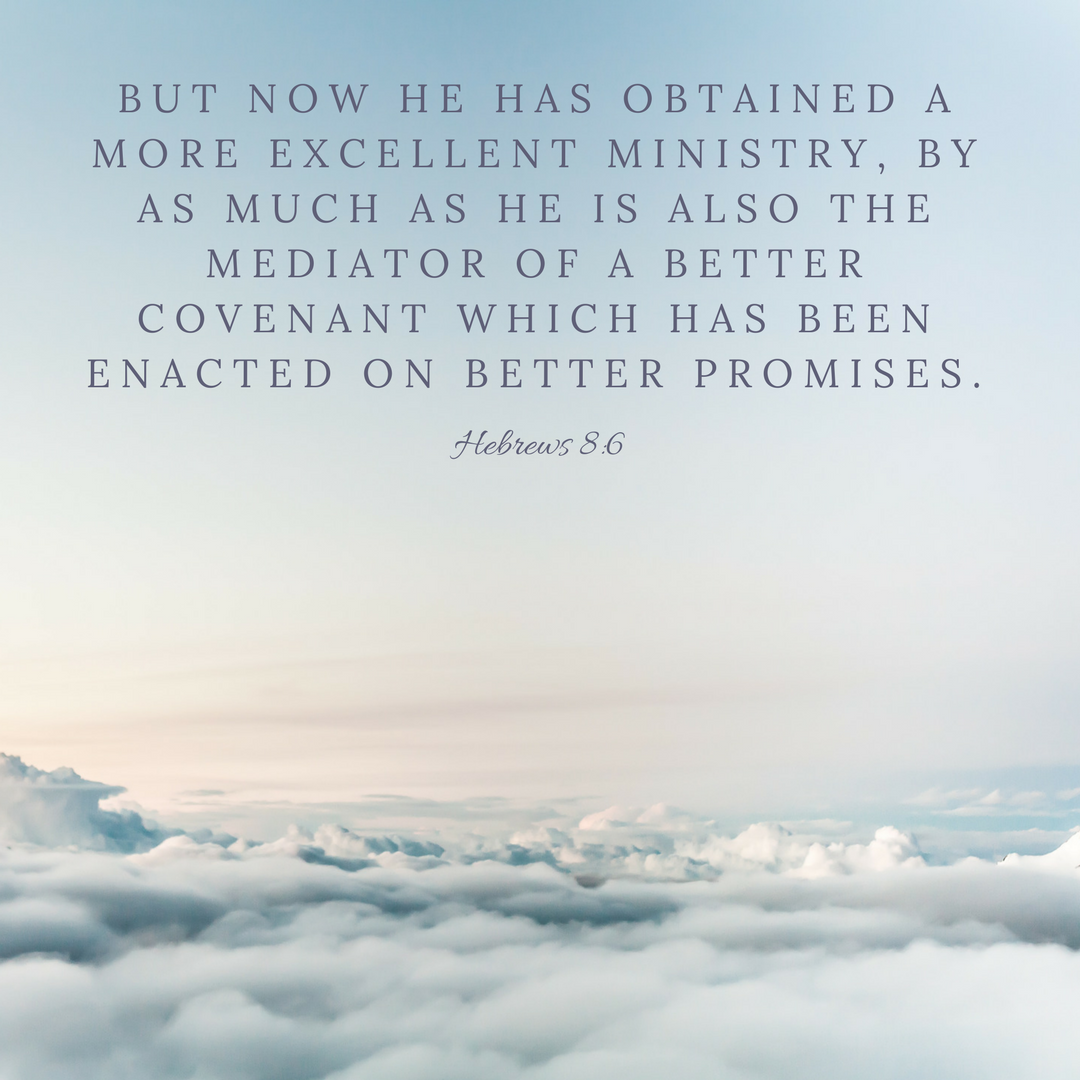 BUT NOW HE HAS OBTAINED A
MORE EXCELLENT MINISTRY, BY
AS MUCH AS HE IS ALSO THE
MEDIATOR OF A BETTER
COVENANT WHICH HAS BEEN
ENACTED ON BETTER PROMISES.
Hebrews 8:6